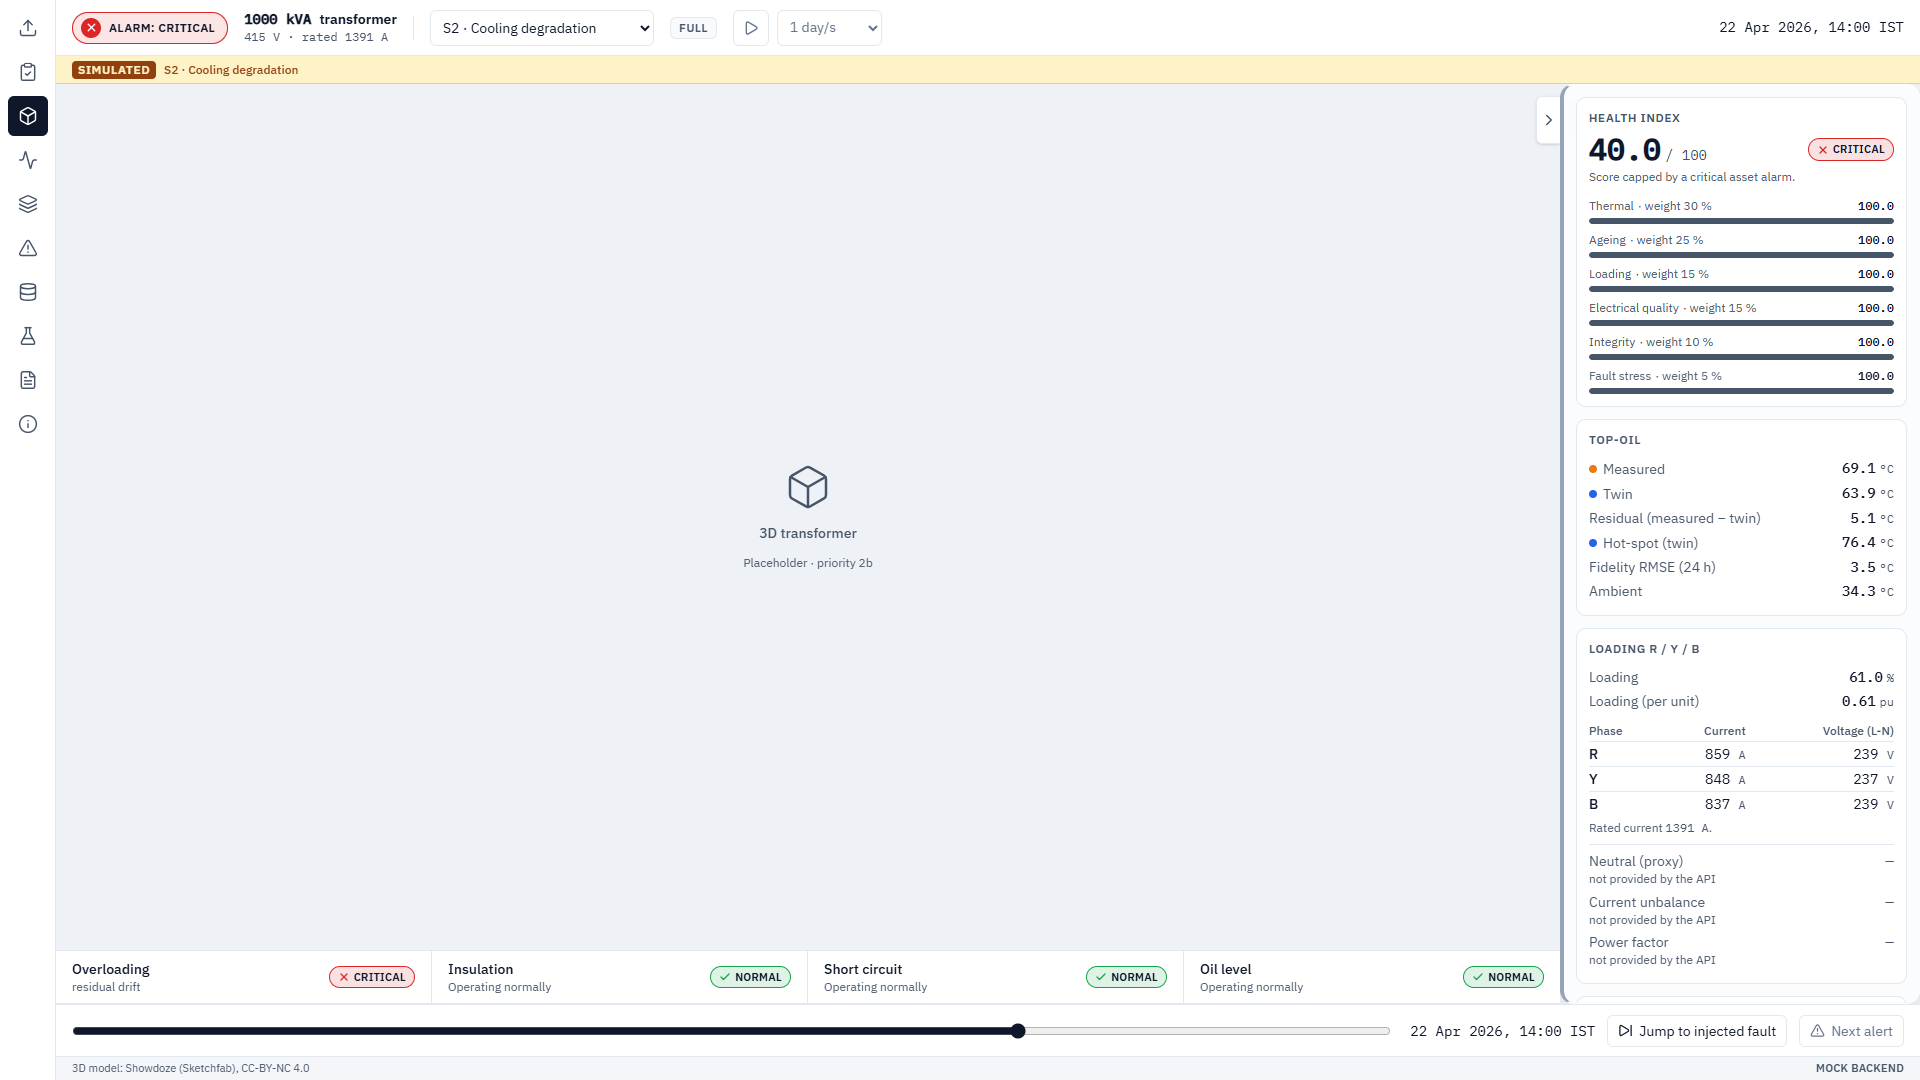 ALARM: CRITICAL
1000 kVA transformer
415 V · rated 1391 A
S2 · Cooling degradation
FULL
1 day/s
22 Apr 2026, 14:00 IST
SIMULATED S2 · Cooling degradation
3D transformer
Placeholder · priority 2b
HEALTH INDEX
40.0 / 100
CRITICAL
Score capped by a critical asset alarm.
Thermal · weight 30 % 100.0
Ageing · weight 25 % 100.0
Loading · weight 15 % 100.0
Electrical quality · weight 15 % 100.0
Integrity · weight 10 % 100.0
Fault stress · weight 5 % 100.0
TOP-OIL
Measured 69.1 °C
Twin 63.9 °C
Residual (measured − twin) 5.1 °C
Hot-spot (twin) 76.4 °C
Fidelity RMSE (24 h) 3.5 °C
Ambient 34.3 °C
LOADING R / Y / B
Loading 61.0 %
Loading (per unit) 0.61 pu
Phase Current Voltage (L-N)
R 859 A 239 V
Y 848 A 237 V
B 837 A 239 V
Rated current 1391 A.
Neutral (proxy) —
not provided by the API
Current unbalance —
not provided by the API
Power factor —
not provided by the API
Overloading
residual drift
CRITICAL
Insulation
Operating normally
NORMAL
Short circuit
Operating normally
NORMAL
Oil level
Operating normally
NORMAL
22 Apr 2026, 14:00 IST
Jump to injected fault
Next alert
3D model: Showdoze (Sketchfab), CC-BY-NC 4.0
MOCK BACKEND